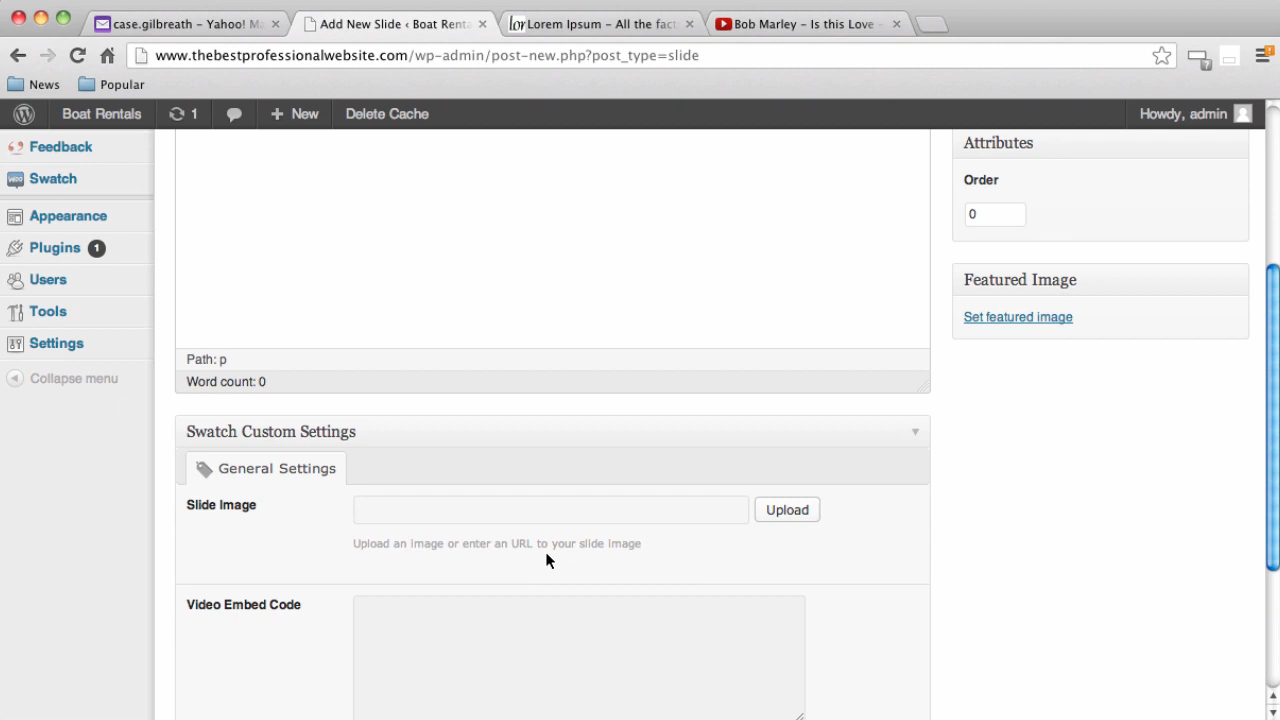 case.gilbreath – Yahoo! Ma
Add New Slide ‹ Boat Renta
lor Lorem Ipsum – All the fact
Bob Marley – Is this Love –
www.thebestprofessionalwebsite.com/wp-admin/post-new.php?post_type=slide
News
Popular
Boat Rentals
1
+ New
Delete Cache
Howdy, admin
Feedback
Swatch
Appearance
Plugins 1
Users
Tools
Settings
Collapse menu
Path: p
Word count: 0
Swatch Custom Settings
General Settings
Slide Image
Upload
Upload an image or enter an URL to your slide image
Video Embed Code
Attributes
Order
0
Featured Image
Set featured image